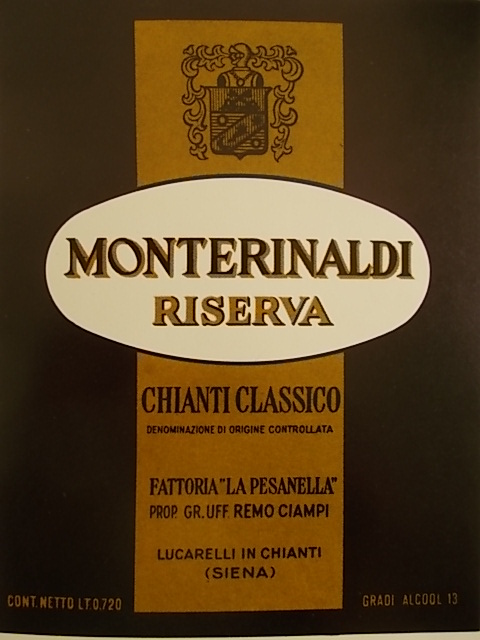 MONTERINALDI
RISERVA
CHIANTI CLASSICO
DENOMINAZIONE DI ORIGINE CONTROLLATA
FATTORIA "LA PESANELLA"
PROP. GR. UFF. REMO CIAMPI
LUCARELLI IN CHIANTI
(SIENA)
CONT. NETTO LT. 0,720
GRADI ALCOOL 13